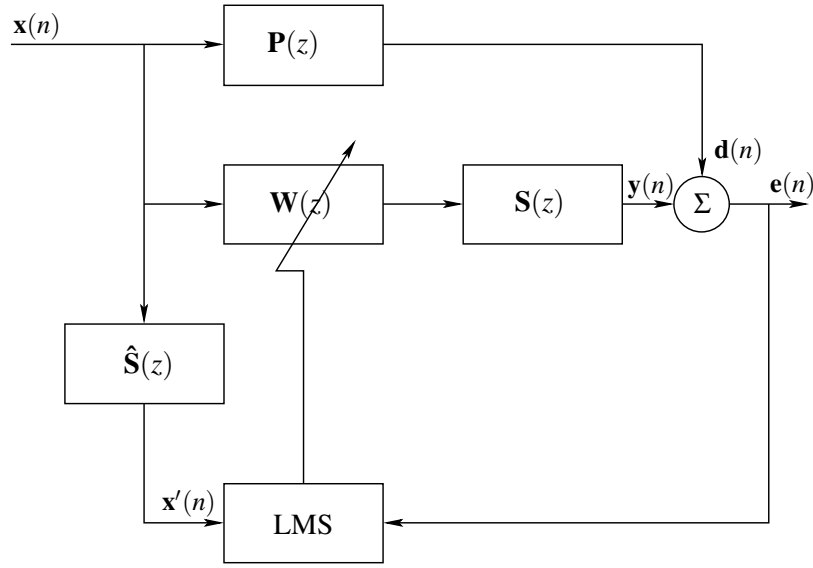 x(n)
P(z)
d(n)
W(z)
S(z)
y(n)
Σ
e(n)
Ŝ(z)
x′(n)
LMS